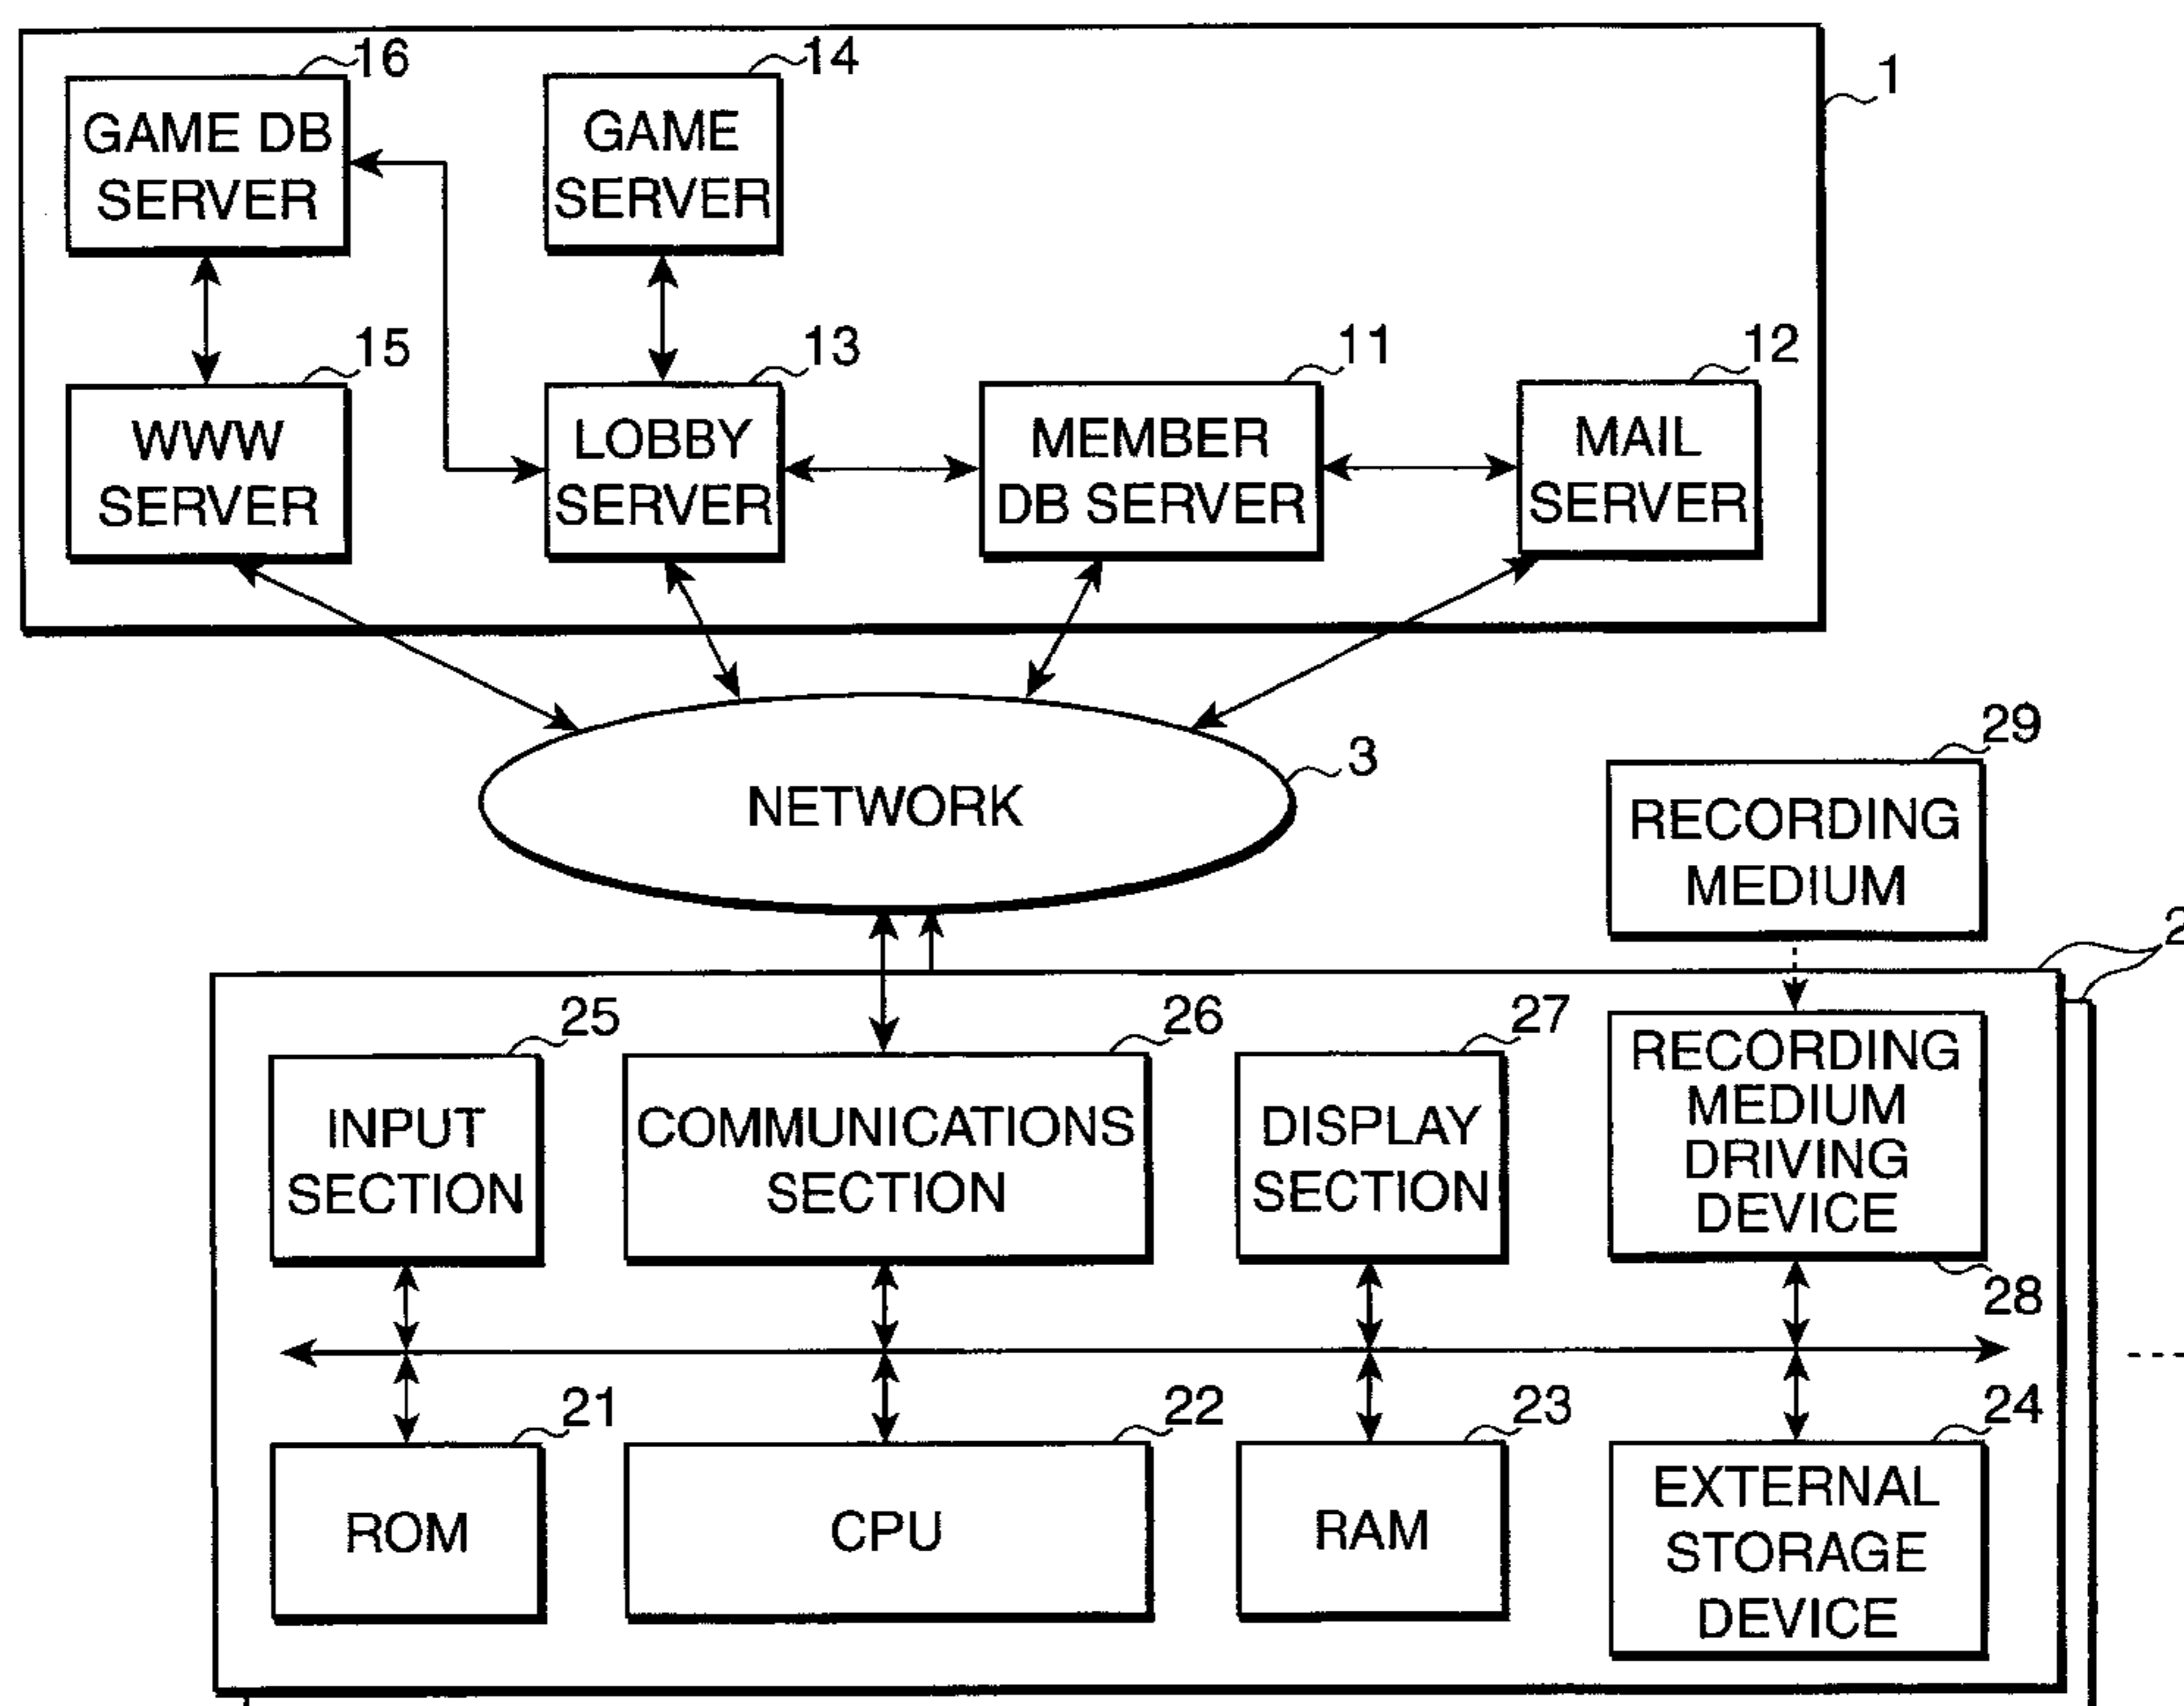 16
14
1
GAME DB
SERVER
GAME
SERVER
15
13
11
12
WWW
SERVER
LOBBY
SERVER
MEMBER
DB SERVER
MAIL
SERVER
3
NETWORK
29
RECORDING
MEDIUM
2
25
26
27
INPUT
SECTION
COMMUNICATIONS
SECTION
DISPLAY
SECTION
RECORDING
MEDIUM
DRIVING
DEVICE
28
21
22
23
24
ROM
CPU
RAM
EXTERNAL
STORAGE
DEVICE